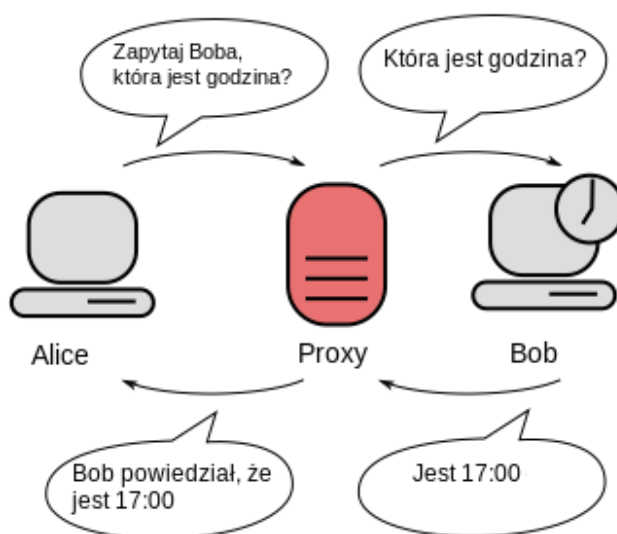 Zapytaj Boba,
która jest godzina?
Która jest godzina?
Alice
Proxy
Bob
Bob powiedział, że
jest 17:00
Jest 17:00